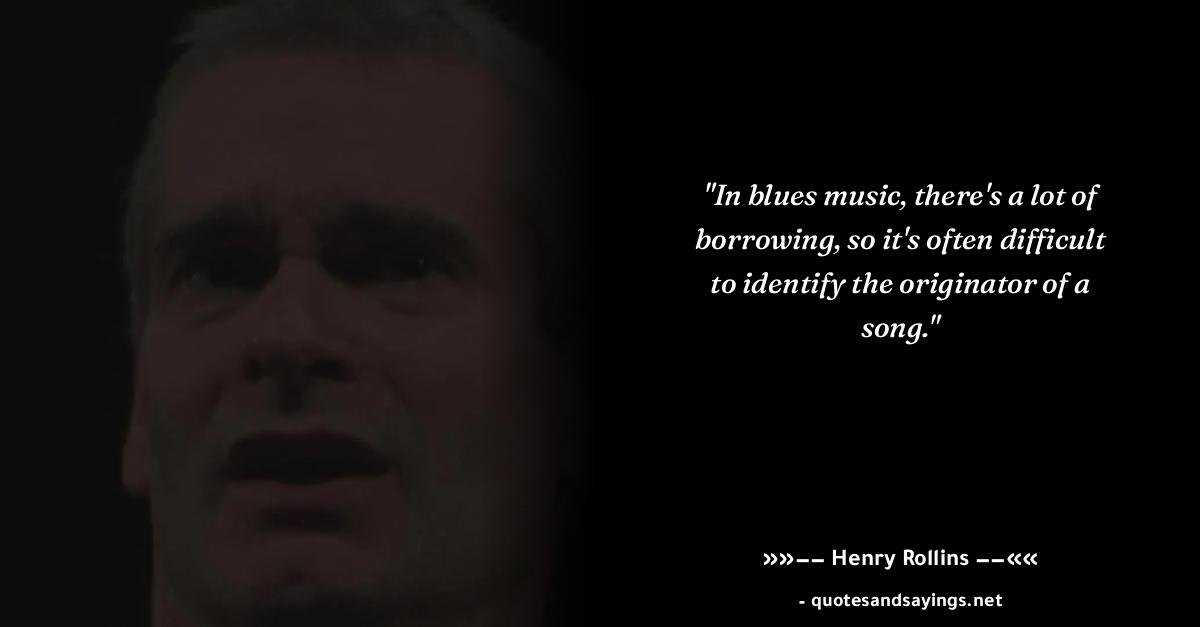 "In blues music, there's a lot of
borrowing, so it's often difficult
to identify the originator of a
song."
»»–– Henry Rollins ––««
- quotesandsayings.net